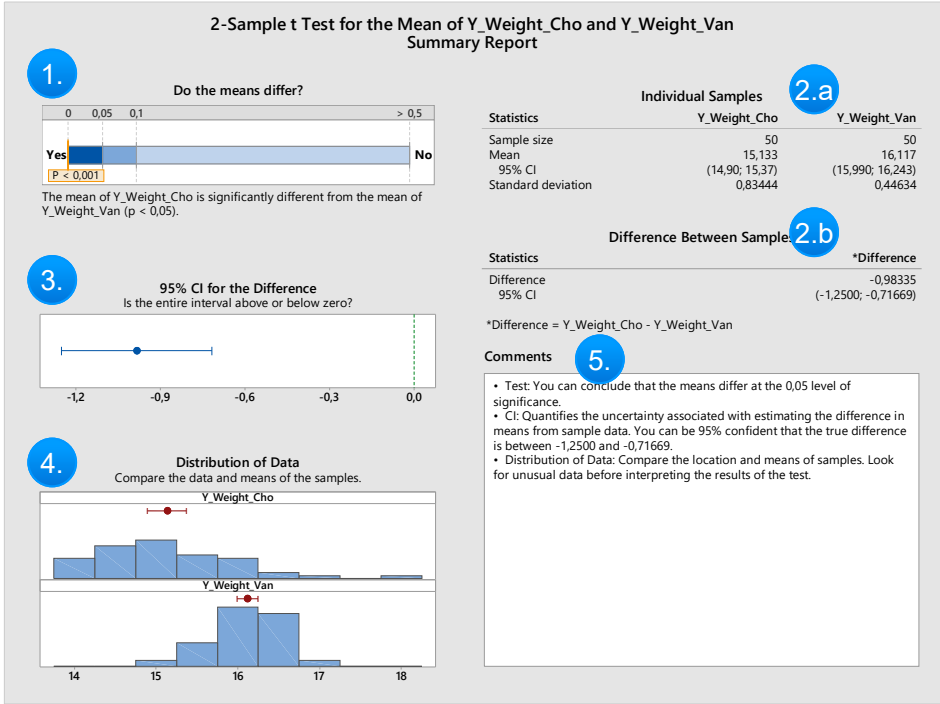 2-Sample t Test for the Mean of Y_Weight_Cho and Y_Weight_Van
Summary Report
1.
Do the means differ?
0 0,05 0,1 > 0,5
Yes No
P < 0,001
The mean of Y_Weight_Cho is significantly different from the mean of
Y_Weight_Van (p < 0,05).
2.a
Individual Samples
Statistics Y_Weight_Cho Y_Weight_Van
Sample size 50 50
Mean 15,133 16,117
95% CI (14,90; 15,37) (15,990; 16,243)
Standard deviation 0,83444 0,44634
2.b
Difference Between Samples
Statistics *Difference
Difference -0,98335
95% CI (-1,2500; -0,71669)
*Difference = Y_Weight_Cho - Y_Weight_Van
3.
95% CI for the Difference
Is the entire interval above or below zero?
-1,2 -0,9 -0,6 -0,3 0,0
4.
Distribution of Data
Compare the data and means of the samples.
Y_Weight_Cho
Y_Weight_Van
14 15 16 17 18
5.
Comments
• Test: You can conclude that the means differ at the 0,05 level of
significance.
• CI: Quantifies the uncertainty associated with estimating the difference in
means from sample data. You can be 95% confident that the true difference
is between -1,2500 and -0,71669.
• Distribution of Data: Compare the location and means of samples. Look
for unusual data before interpreting the results of the test.